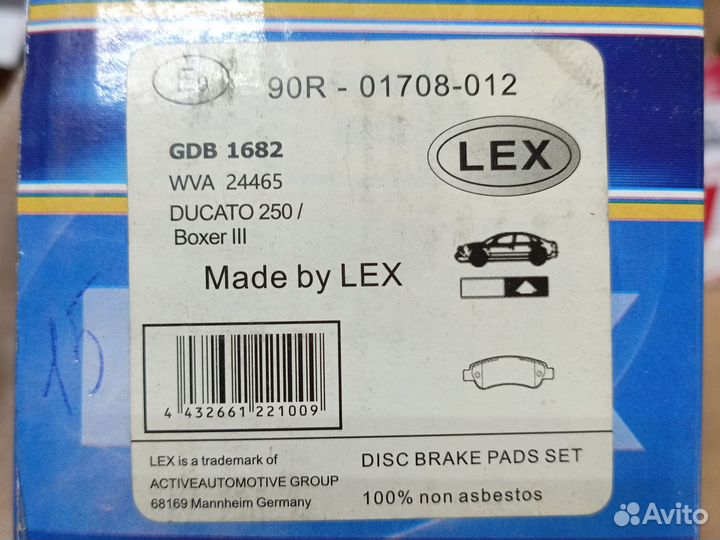 E9
90R - 01708-012
GDB 1682
WVA 24465
DUCATO 250 /
Boxer III
LEX
Made by LEX
4 432661 221009
LEX is a trademark of
ACTIVEAUTOMOTIVE GROUP
68169 Mannheim Germany
DISC BRAKE PADS SET
100% non asbestos
15
Avito